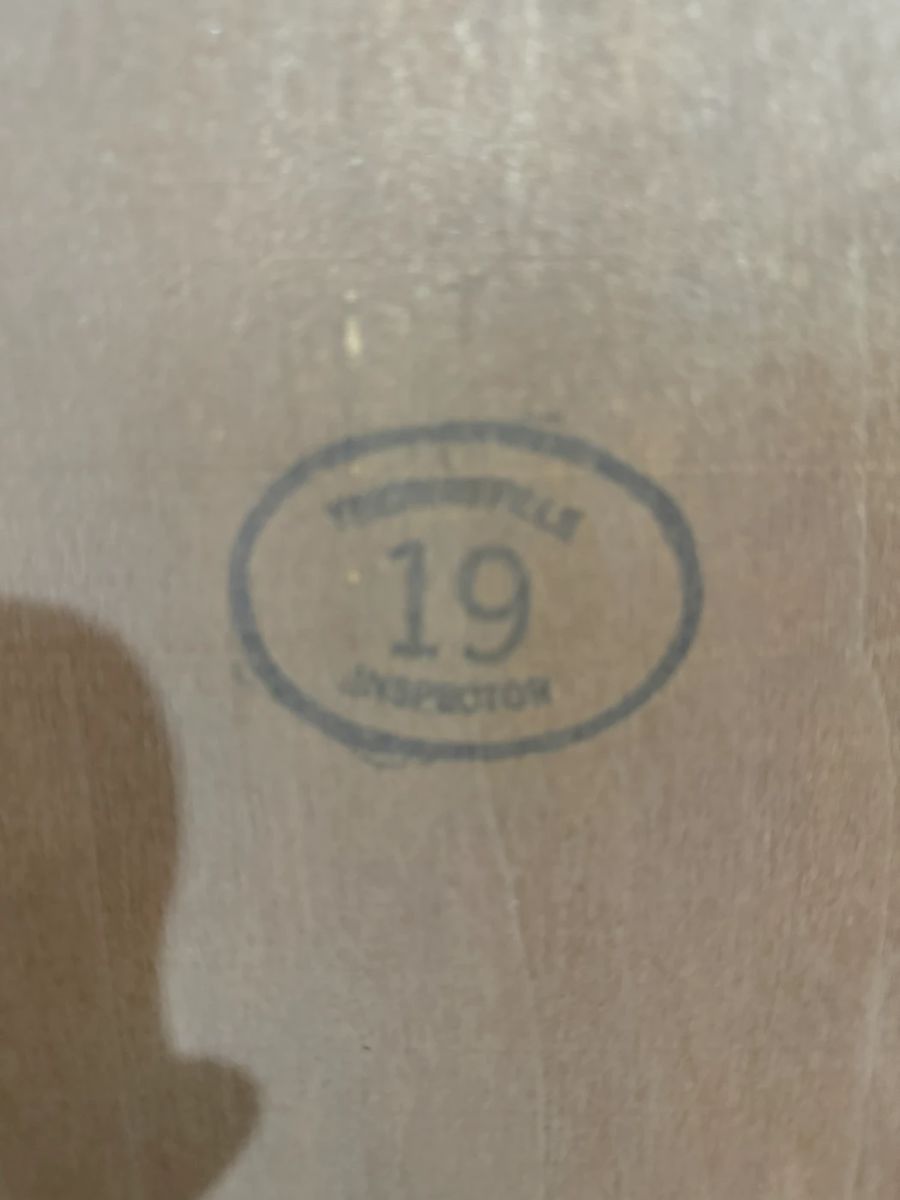 THOMASVILLE
19
INSPECTOR